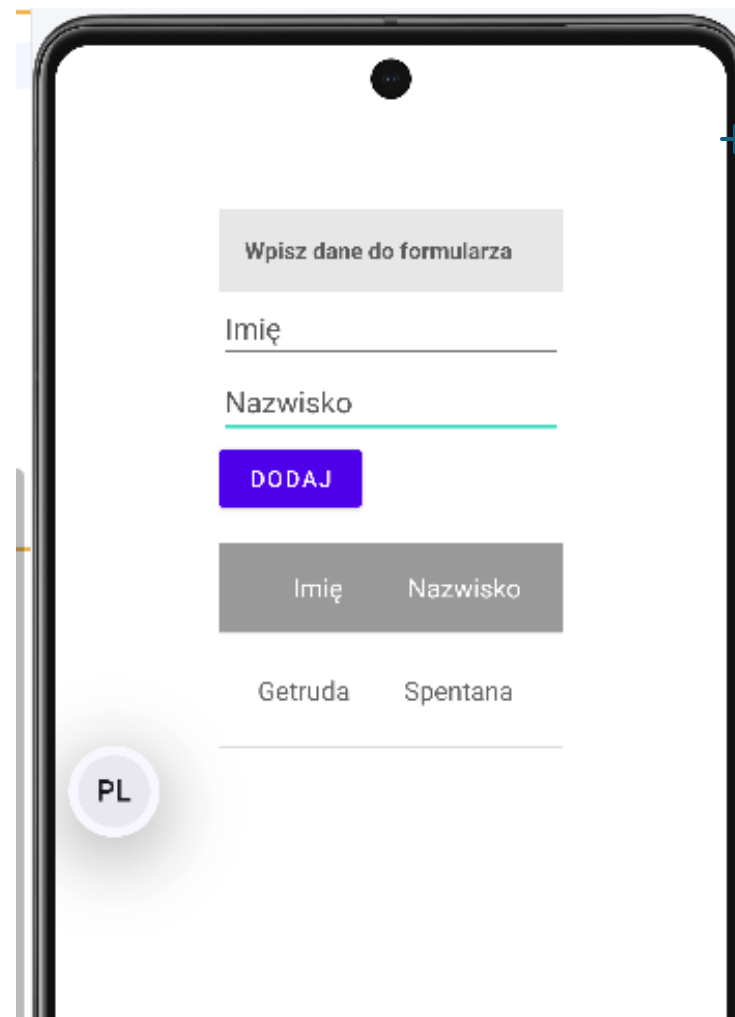 Wpisz dane do formularza
Imię
Nazwisko
DODAJ
Imię Nazwisko
Getruda Spentana
PL